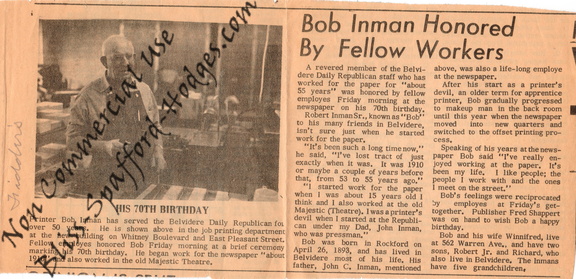 Bob Inman Honored
By Fellow Workers
HIS 70TH BIRTHDAY
Printer Bob Inman has served the Belvidere Daily Republican for
over 50 years. He is shown above in the job printing department
at the new building on Whitney Boulevard and East Pleasant Street.
Fellow employes honored Bob Friday morning at a brief ceremony
marking his 70th birthday. He began work for the newspaper "about
1910." He also worked in the old Majestic Theatre.
A revered member of the Belvi-
dere Daily Republican staff who has
worked for the paper for "about
55 years" was honored by fellow
employes Friday morning at the
newspaper on his 70th birthday.
Robert Inman Sr., known as "Bob"
to his many friends in Belvidere,
isn't sure just when he started
work for the paper.
"It's been such a long time now,"
he said, "I've lost tract of just
exactly when it was. It was 1910
or maybe a couple of years before
that, from 53 to 55 years ago."
"I started work for the paper
when I was about 15 years old I
think and I also worked at the old
Majestic (Theatre). I was a printer's
devil when I started at the Republi-
can under my Dad, John Inman,
who was pressman."
Bob was born in Rockford on
April 26, 1893, and has lived in
Belvidere most of his life. His
father, John C. Inman, mentioned
above, was also a life-long employe
at the newspaper.
After his start as a printer's
devil, an older term for apprentice
printer, Bob gradually progressed
to makeup man in the back room
until this year when the newspaper
moved into new quarters and
switched to the offset printing pro-
cess.
Speaking of his years at the news-
paper Bob said "I've really en-
joyed working at the paper. It's
been my life. I like people; the
people I work with and the ones
I meet on the street."
Bob's feelings were reciprocated
by employes at Friday's get-
together. Publisher Fred Shappert
was on hand to wish Bob a happy
birthday.
Bob and his wife Winnifred, live
at 562 Warren Ave., and have two
sons, Robert Jr. and Richard, who
also live in Belvidere. The Inmans
have five grandchildren.
Non Commercial Use
Blug.Spafford-Hodges.com